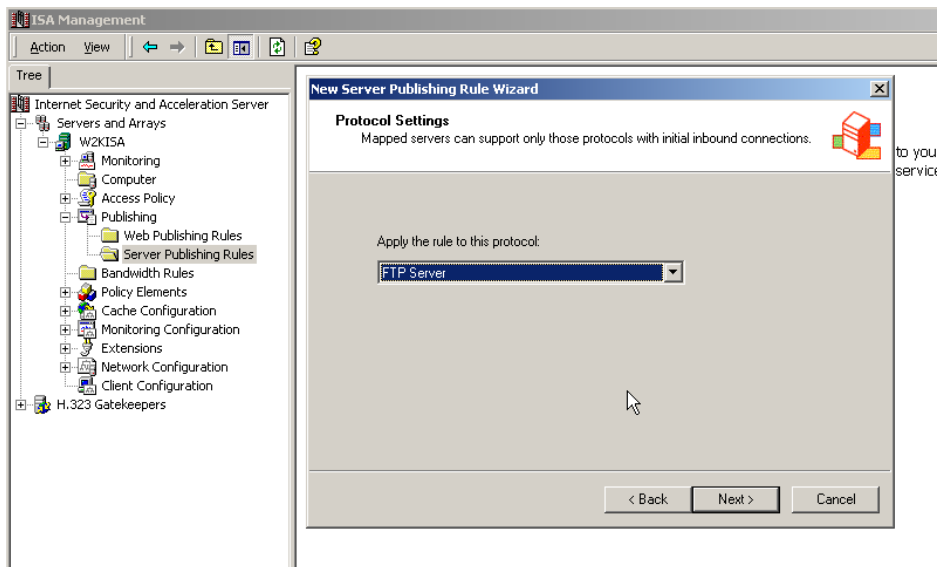 ISA Management
Action View
Tree
Internet Security and Acceleration Server
Servers and Arrays
W2KISA
Monitoring
Computer
Access Policy
Publishing
Web Publishing Rules
Server Publishing Rules
Bandwidth Rules
Policy Elements
Cache Configuration
Monitoring Configuration
Extensions
Network Configuration
Client Configuration
H.323 Gatekeepers
New Server Publishing Rule Wizard
Protocol Settings
Mapped servers can support only those protocols with initial inbound connections.
Apply the rule to this protocol:
FTP Server
< Back Next > Cancel
to you
service